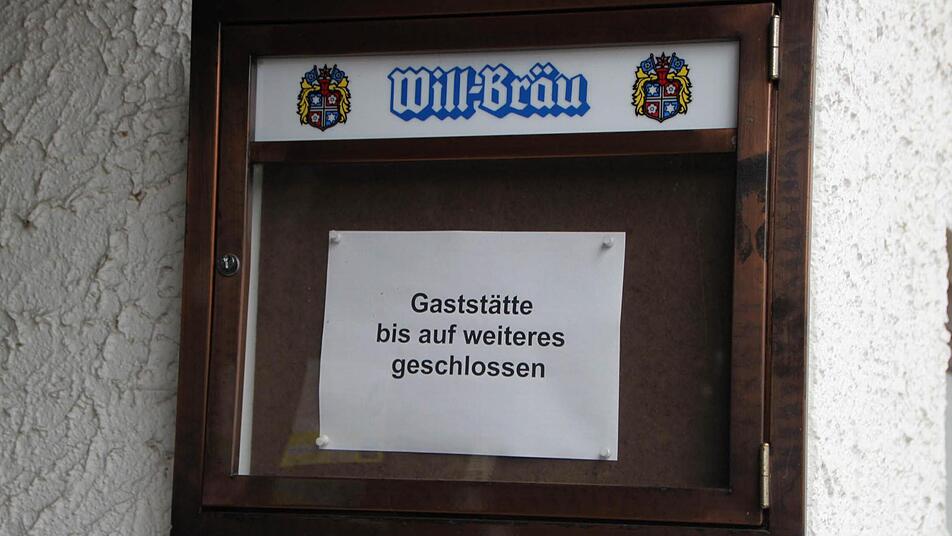 Will-Bräu
Gaststätte
bis auf weiteres
geschlossen